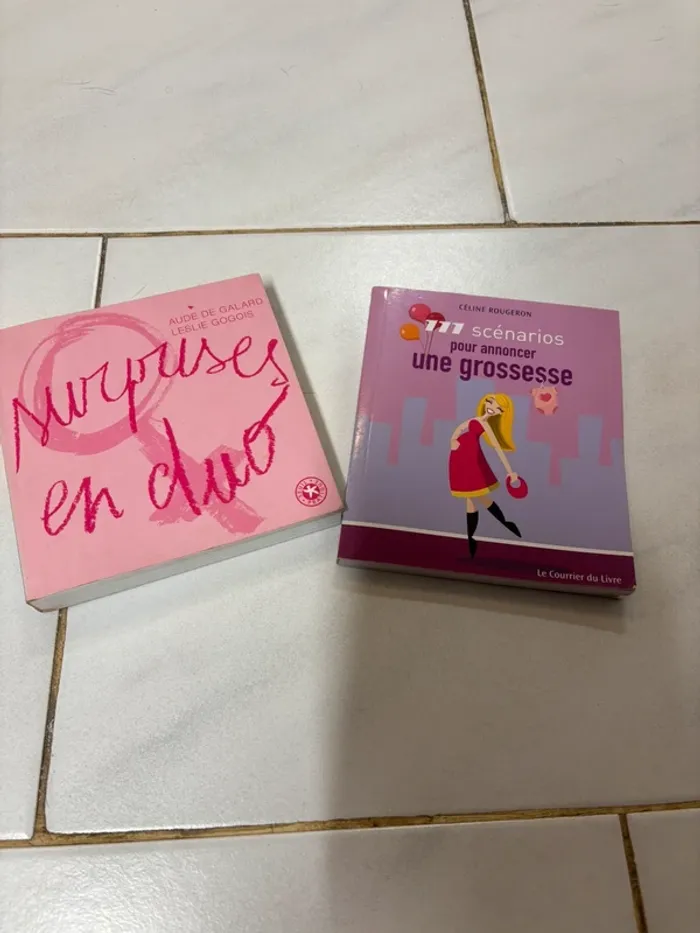 AUDE DE GALARD
LESLIE GOGOIS
surprises
en duo
CÉLINE ROUGERON
777 scénarios
pour annoncer
une grossesse
Le Courrier du Livre